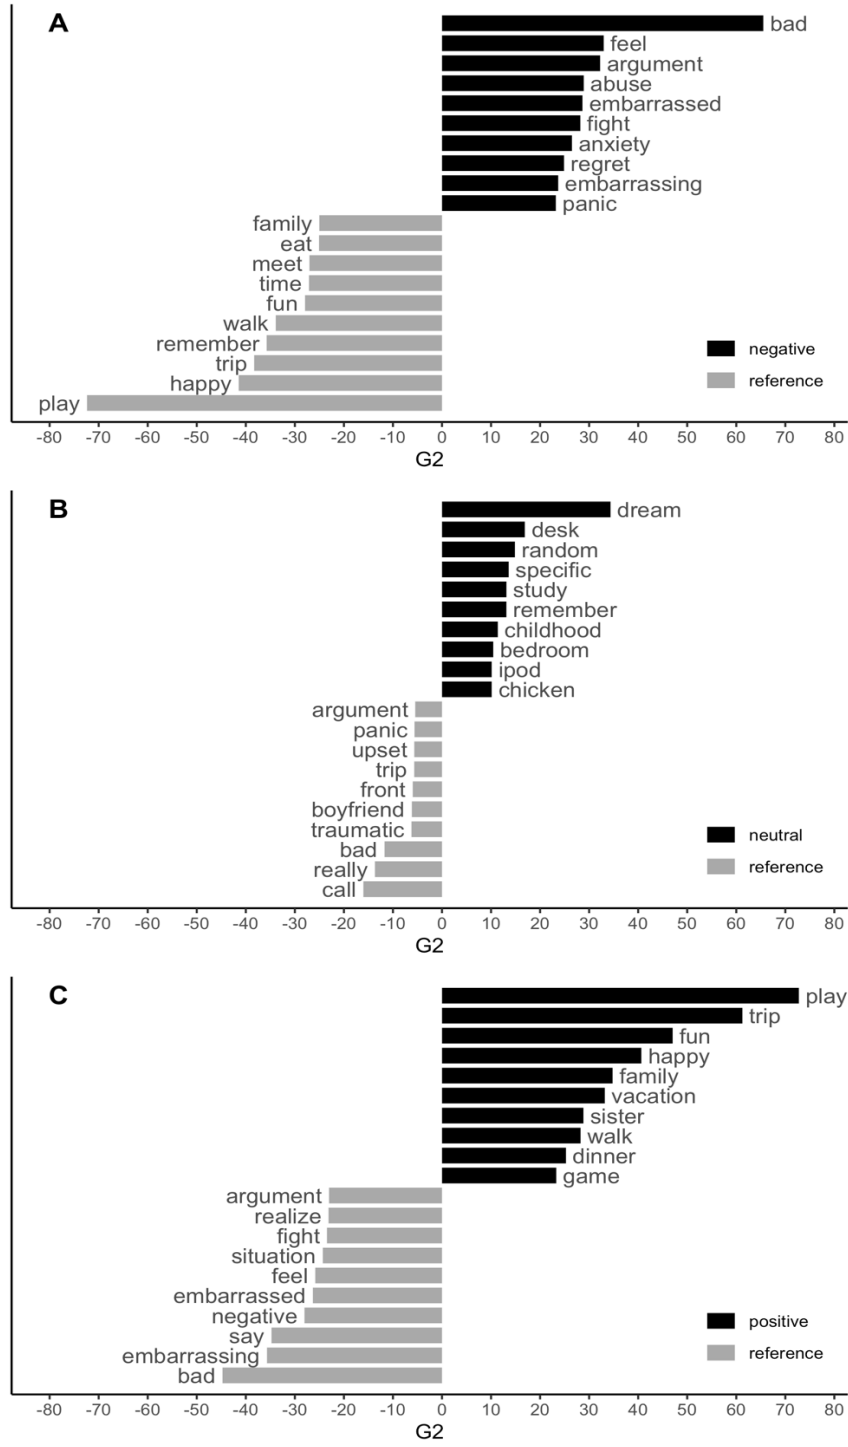 A
bad
feel
argument
abuse
embarrassed
fight
anxiety
regret
embarrassing
panic
family
eat
meet
time
fun
walk
remember
trip
happy
play
negative
reference
-80 -70 -60 -50 -40 -30 -20 -10 0 10 20 30 40 50 60 70 80
G2
B
dream
desk
random
specific
study
remember
childhood
bedroom
ipod
chicken
argument
panic
upset
trip
front
boyfriend
traumatic
bad
really
call
neutral
reference
-80 -70 -60 -50 -40 -30 -20 -10 0 10 20 30 40 50 60 70 80
G2
C
play
trip
fun
happy
family
vacation
sister
walk
dinner
game
argument
realize
fight
situation
feel
embarrassed
negative
say
embarrassing
bad
positive
reference
-80 -70 -60 -50 -40 -30 -20 -10 0 10 20 30 40 50 60 70 80
G2